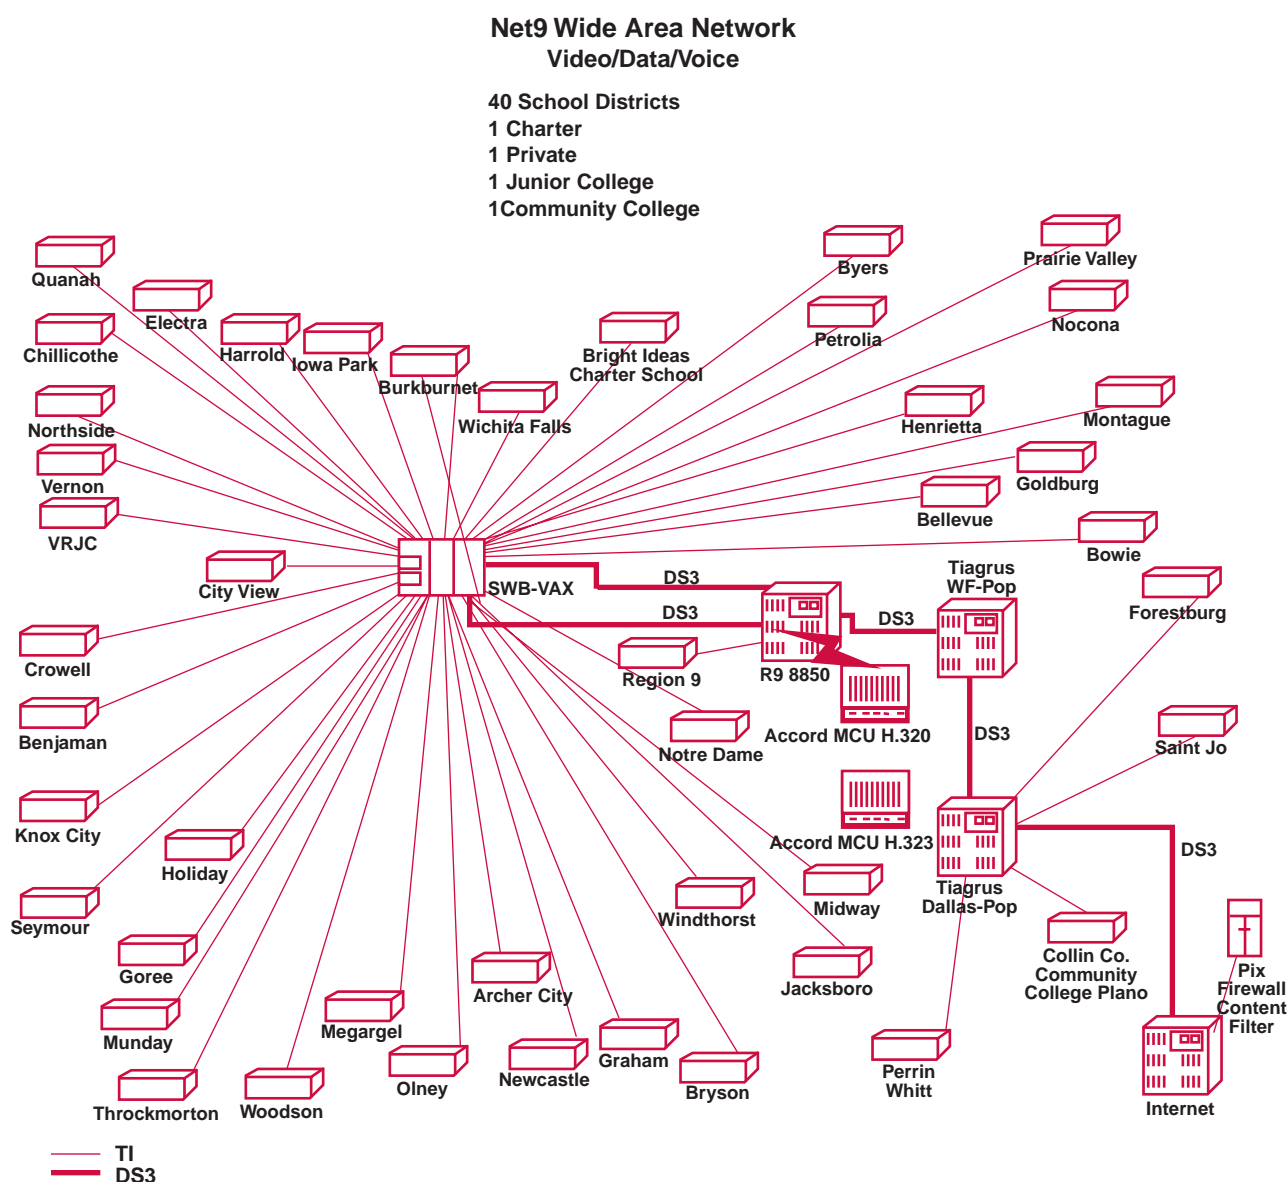 Net9 Wide Area Network
Video/Data/Voice
40 School Districts
1 Charter
1 Private
1 Junior College
1Community College
Quanah
Electra
Chillicothe
Harrold
Iowa Park
Burkburnet
Wichita Falls
Bright Ideas
Charter School
Byers
Petrolia
Prairie Valley
Nocona
Northside
Vernon
VRJC
City View
Henrietta
Montague
Goldburg
Bellevue
Bowie
SWB-VAX
DS3
DS3
DS3
Tiagrus
WF-Pop
Forestburg
Crowell
Region 9
R9 8850
Benjaman
Notre Dame
Accord MCU H.320
DS3
Saint Jo
Knox City
Holiday
Accord MCU H.323
DS3
Seymour
Windthorst
Midway
Tiagrus
Dallas-Pop
Goree
Archer City
Jacksboro
Collin Co.
Community
College Plano
Pix
Firewall
Content
Filter
Munday
Megargel
Olney
Newcastle
Graham
Bryson
Perrin
Whitt
Throckmorton
Woodson
Internet
TI
DS3